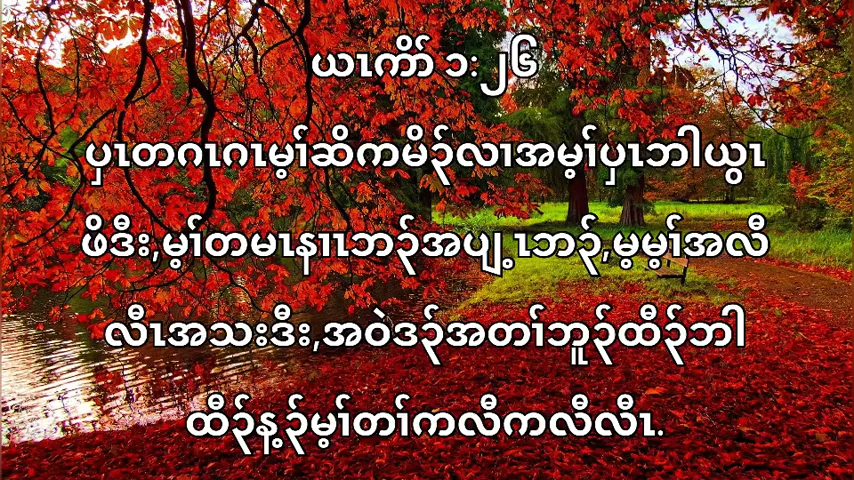 ယၤကိာ် ၁:၂၆
ပှၤတဂၤဂၤမ့ၢ်ဆိကမိၣ်လၢအမ့ၢ်ပှၤဘါယွၤ
ဖိဒီး,မ့ၢ်တမၤနၢၤဘၣ်အပျ့ၤဘၣ်,မ့မ့ၢ်အလီ
လီၤအသးဒီး,အဝဲဒၣ်အတၢ်ဘူၣ်ထီၣ်ဘါ
ထီၣ်န့ၣ်မ့ၢ်တၢ်ကလီကလီလီၤ.